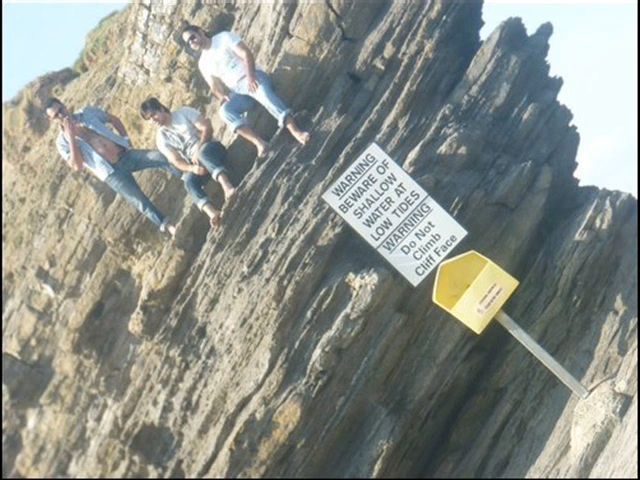 WARNING
BEWARE OF
SHALLOW
WATER AT
LOW TIDES
WARNING
Do Not
Climb
Cliff Face